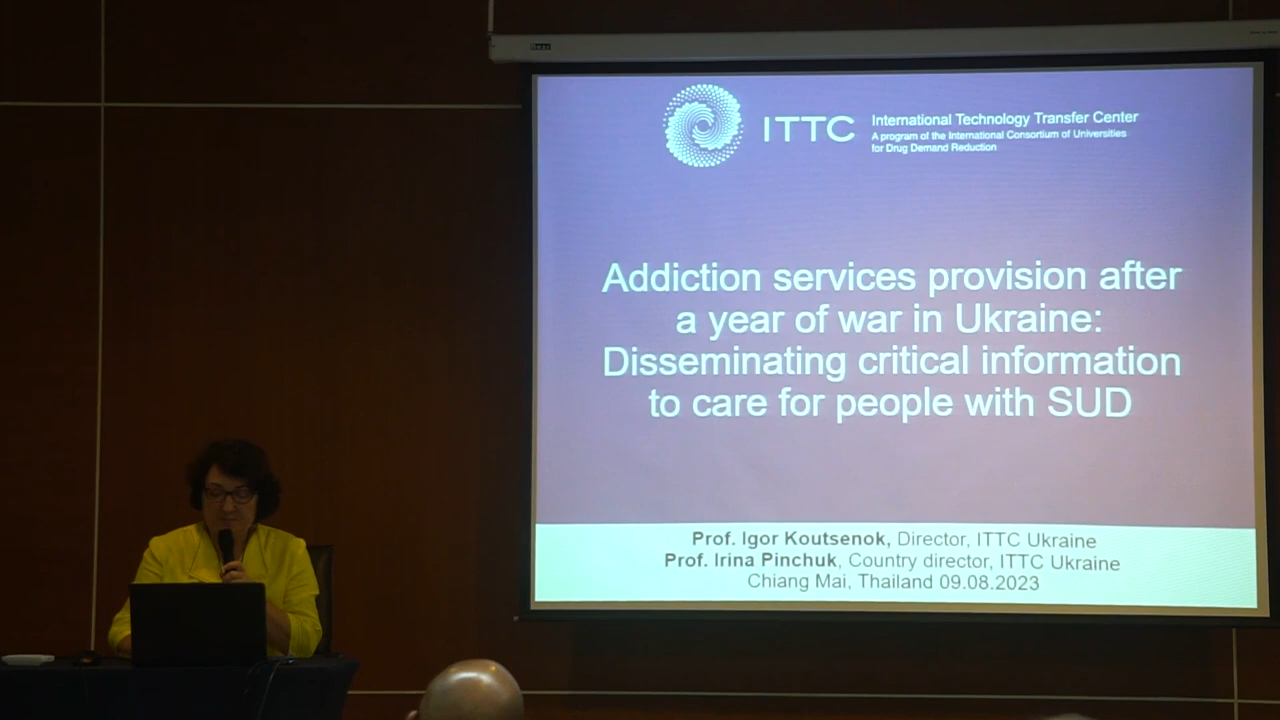 ITTC
International Technology Transfer Center
A program of the International Consortium of Universities
for Drug Demand Reduction
Addiction services provision after
a year of war in Ukraine:
Disseminating critical information
to care for people with SUD
Prof. Igor Koutsenok, Director, ITTC Ukraine
Prof. Irina Pinchuk, Country director, ITTC Ukraine
Chiang Mai, Thailand 09.08.2023